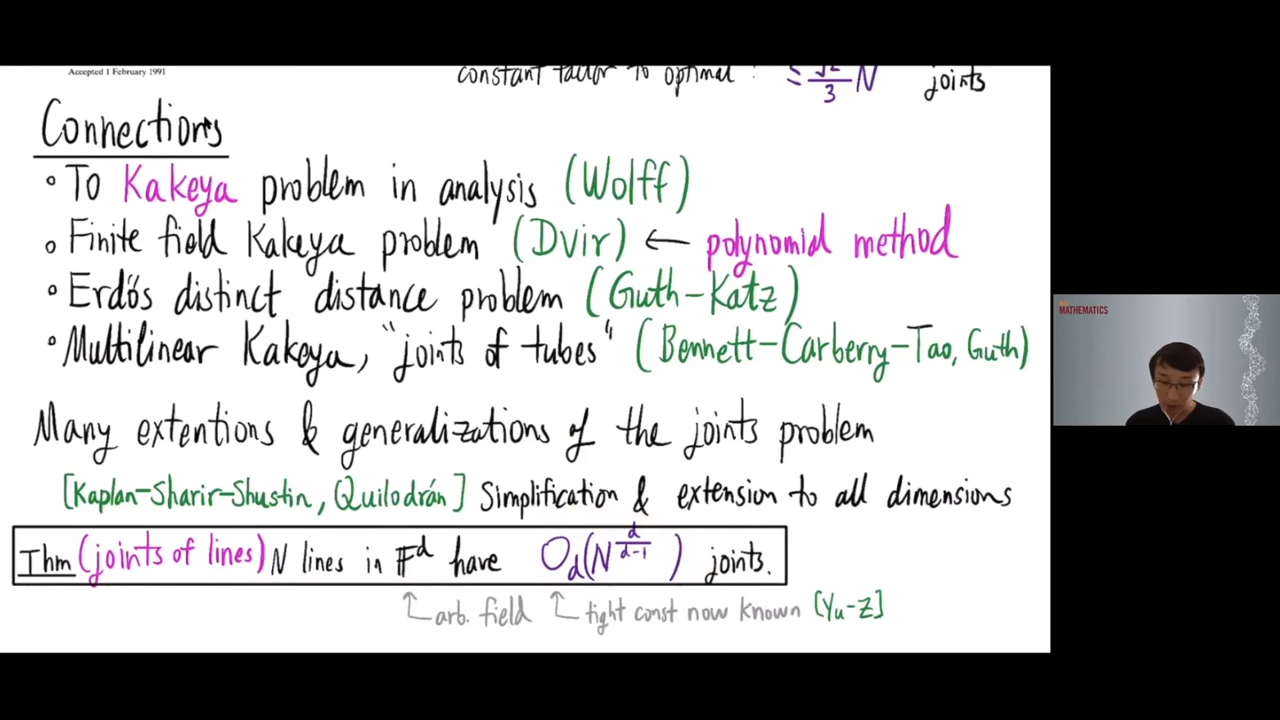 Accepted 1 February 1991
constant factor to optimal : = √2/3 N joints
Connections
• To Kakeya problem in analysis (Wolff)
• Finite field Kakeya problem (Dvir) ← polynomial method
• Erdős distinct distance problem (Guth-Katz)
• Multilinear Kakeya, "joints of tubes" (Bennett-Carberry-Tao, Guth)
Many extentions & generalizations of the joints problem
[Kaplan-Sharir-Shustin, Quilodrán] Simplification & extension to all dimensions
Thm (joints of lines) N lines in 𝔽^d have O_d(N^{d/(d-1)}) joints.
arb. field tight const now known [Yu-Z]
MATHEMATICS